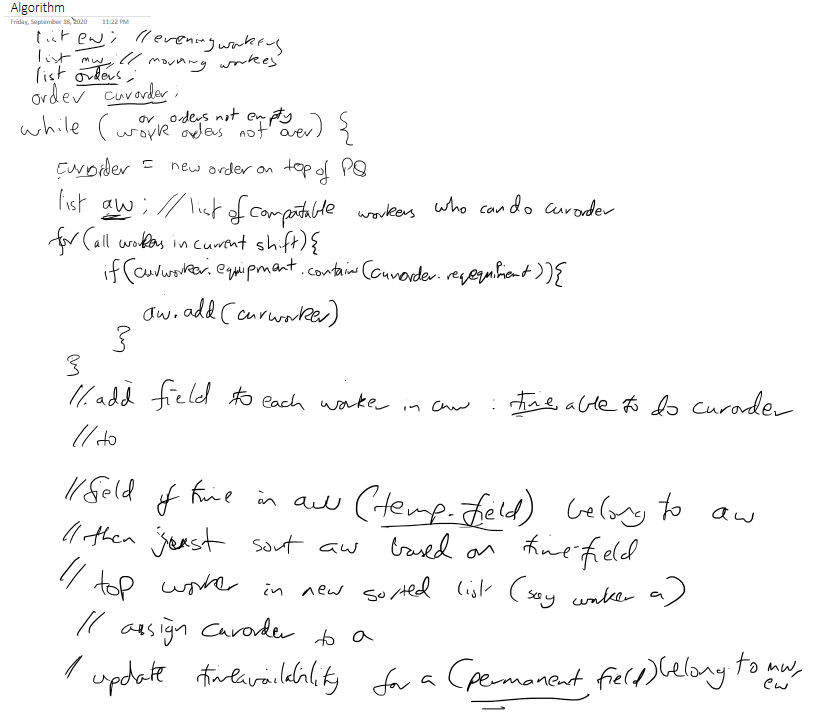 Algorithm
Friday, September 18, 2020 11:22 PM
list ew; //evening workers
list mw; // morning workes
list orders;
order curorder;
or orders not empty
while (work orders not over) {
curorder = new order on top of PQ
list aw; // list of compatable workers who can do curorder
for (all workers in current shift){
if(curworker.equipment.contain(curorder.reqequipment)){
aw.add(curworker)
}
}
//.add field to each worker in aw : time able to do curorder
//to
//field of time in aw (temp.field) belong to aw
//then just sort aw based on time-field
// top worker in new sorted list (say worker a)
// assign curorder to a
/ update timeavailability for a (permanent field) belong to mw, ew